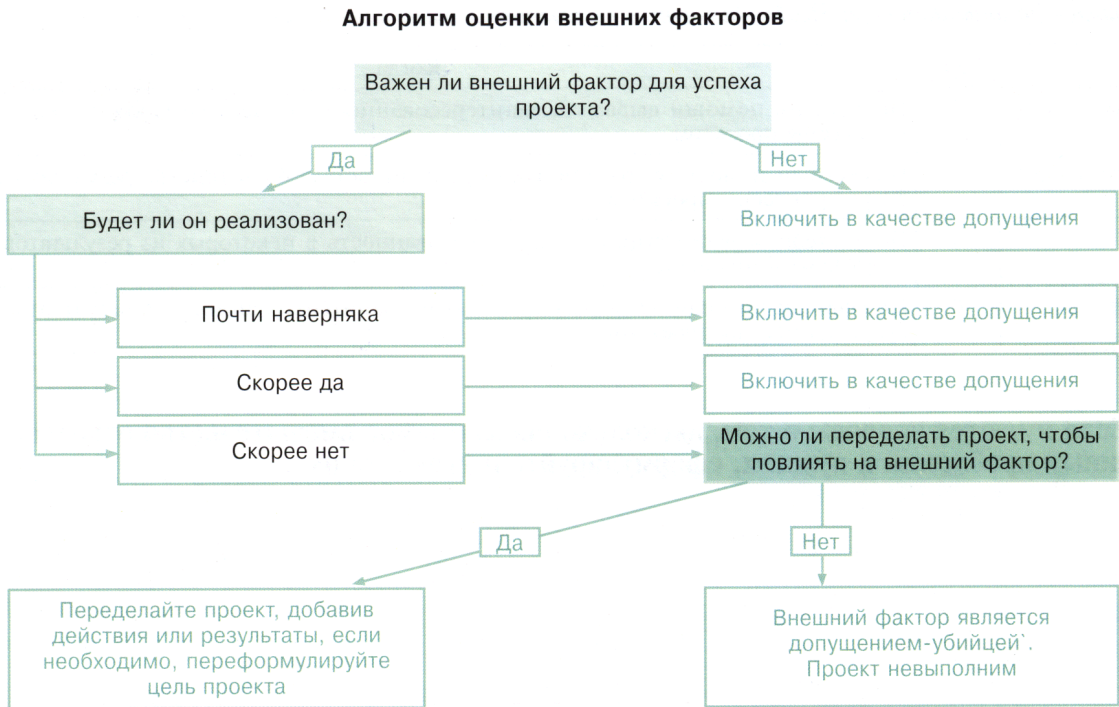 Алгоритм оценки внешних факторов
Важен ли внешний фактор для успеха
проекта?
Да
Нет
Будет ли он реализован?
Включить в качестве допущения
Почти наверняка
Включить в качестве допущения
Скорее да
Включить в качестве допущения
Скорее нет
Можно ли переделать проект, чтобы
повлиять на внешний фактор?
Да
Нет
Переделайте проект, добавив
действия или результаты, если
необходимо, переформулируйте
цель проекта
Внешний фактор является
допущением-убийцей`.
Проект невыполним